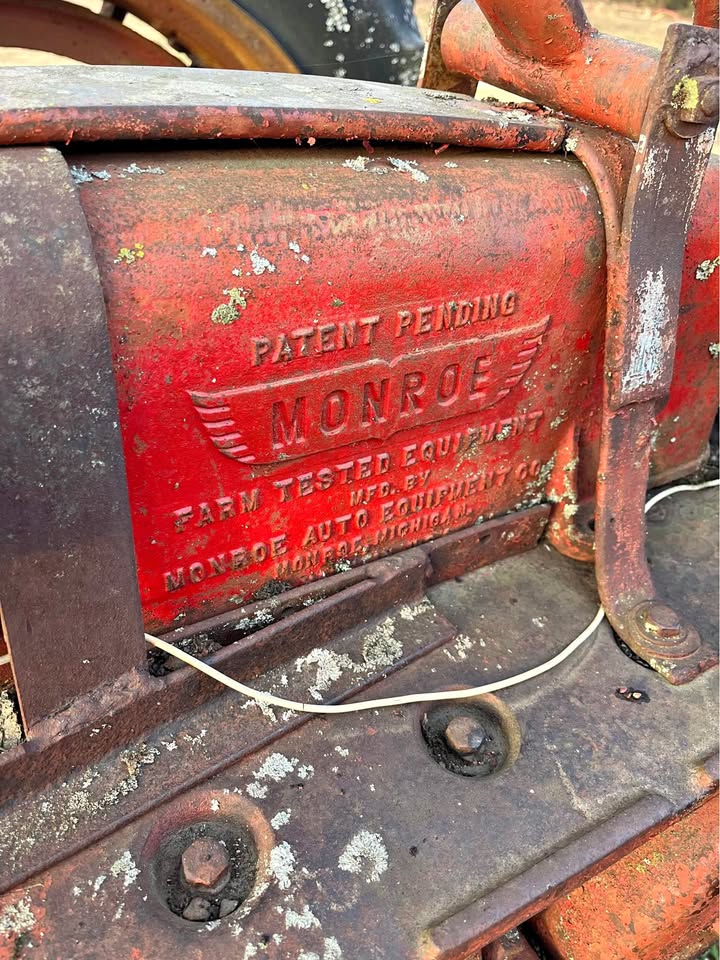 PATENT PENDING
MONROE
FARM TESTED EQUIPMENT
MFD. BY
MONROE AUTO EQUIPMENT CO.
MONROE MICHIGAN.